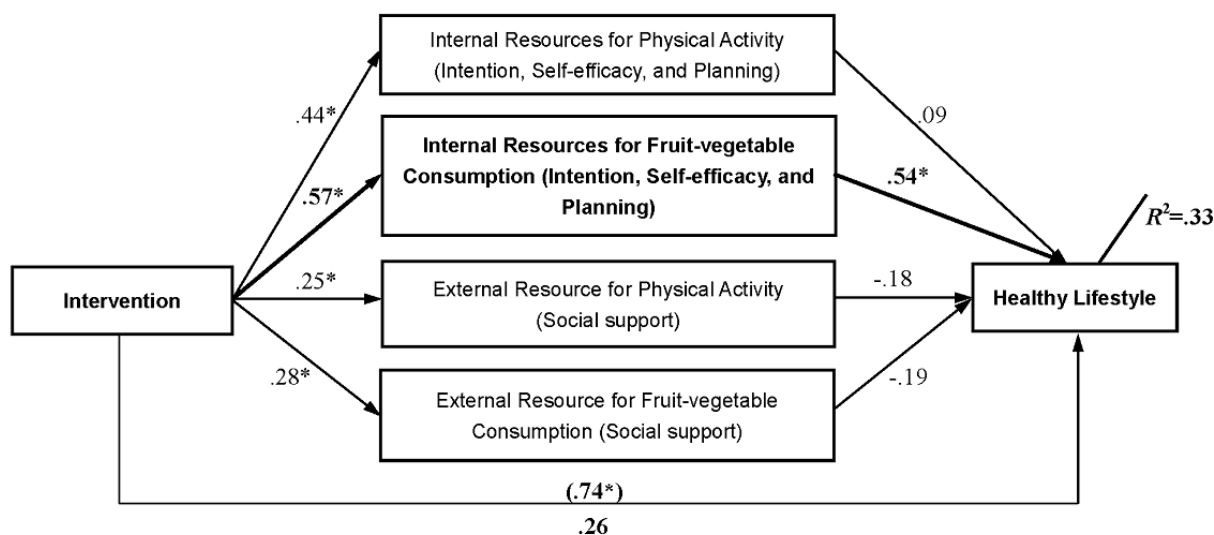 Internal Resources for Physical Activity
(Intention, Self-efficacy, and Planning)
.44*
.09
Internal Resources for Fruit-vegetable
Consumption (Intention, Self-efficacy, and
Planning)
.57*
.54*
R²=.33
Intervention
.25*
External Resource for Physical Activity
(Social support)
-.18
Healthy Lifestyle
.28*
External Resource for Fruit-vegetable
Consumption (Social support)
-.19
(.74*)
.26